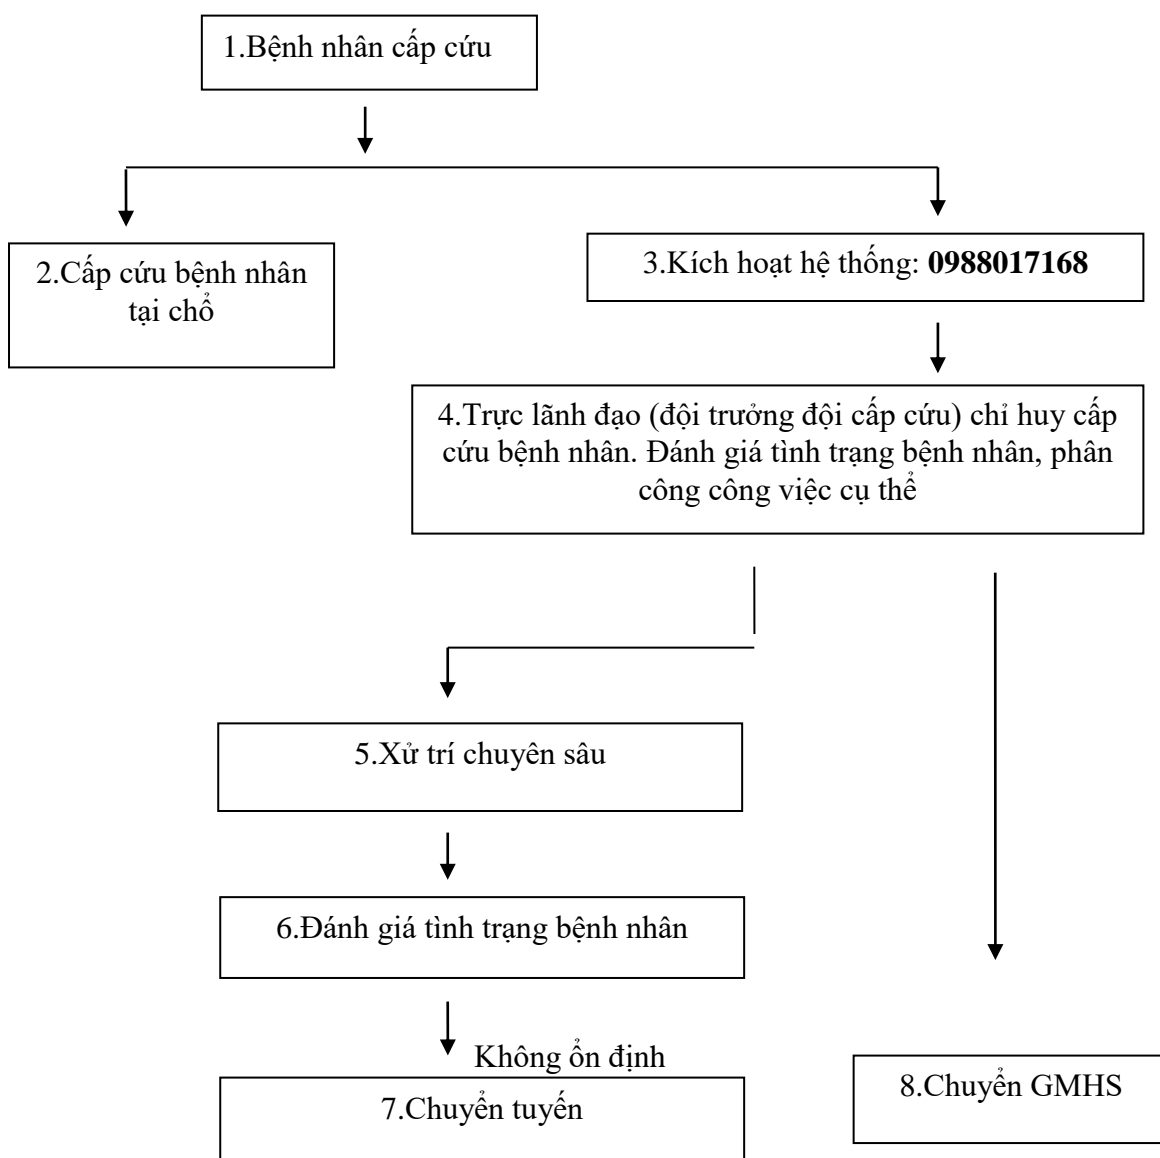 1.Bệnh nhân cấp cứu
2.Cấp cứu bệnh nhân
tại chổ
3.Kích hoạt hệ thống: 0988017168
4.Trực lãnh đạo (đội trưởng đội cấp cứu) chỉ huy cấp
cứu bệnh nhân. Đánh giá tình trạng bệnh nhân, phân
công công việc cụ thể
5.Xử trí chuyên sâu
6.Đánh giá tình trạng bệnh nhân
Không ổn định
7.Chuyển tuyến
8.Chuyển GMHS